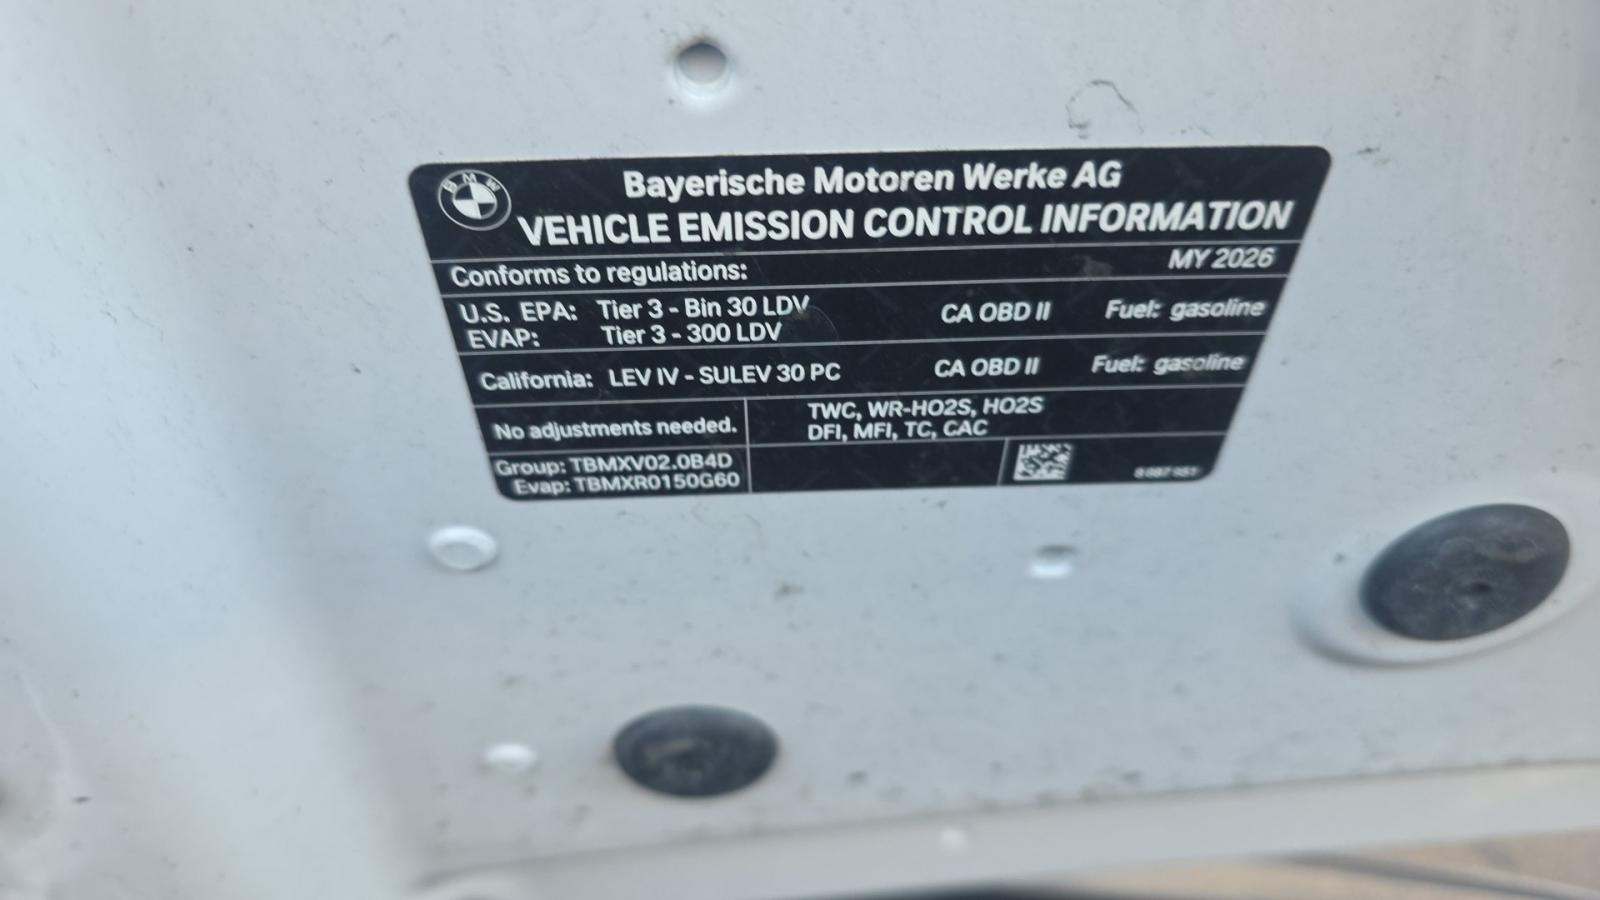 BMW
Bayerische Motoren Werke AG
VEHICLE EMISSION CONTROL INFORMATION
MY 2026
Conforms to regulations:
U.S. EPA: Tier 3 - Bin 30 LDV CA OBD II Fuel: gasoline
EVAP: Tier 3 - 300 LDV
California: LEV IV - SULEV 30 PC CA OBD II Fuel: gasoline
No adjustments needed.
TWC, WR-HO2S, HO2S
DFI, MFI, TC, CAC
Group: TBMXV02.0B4D
Evap: TBMXR0150G60